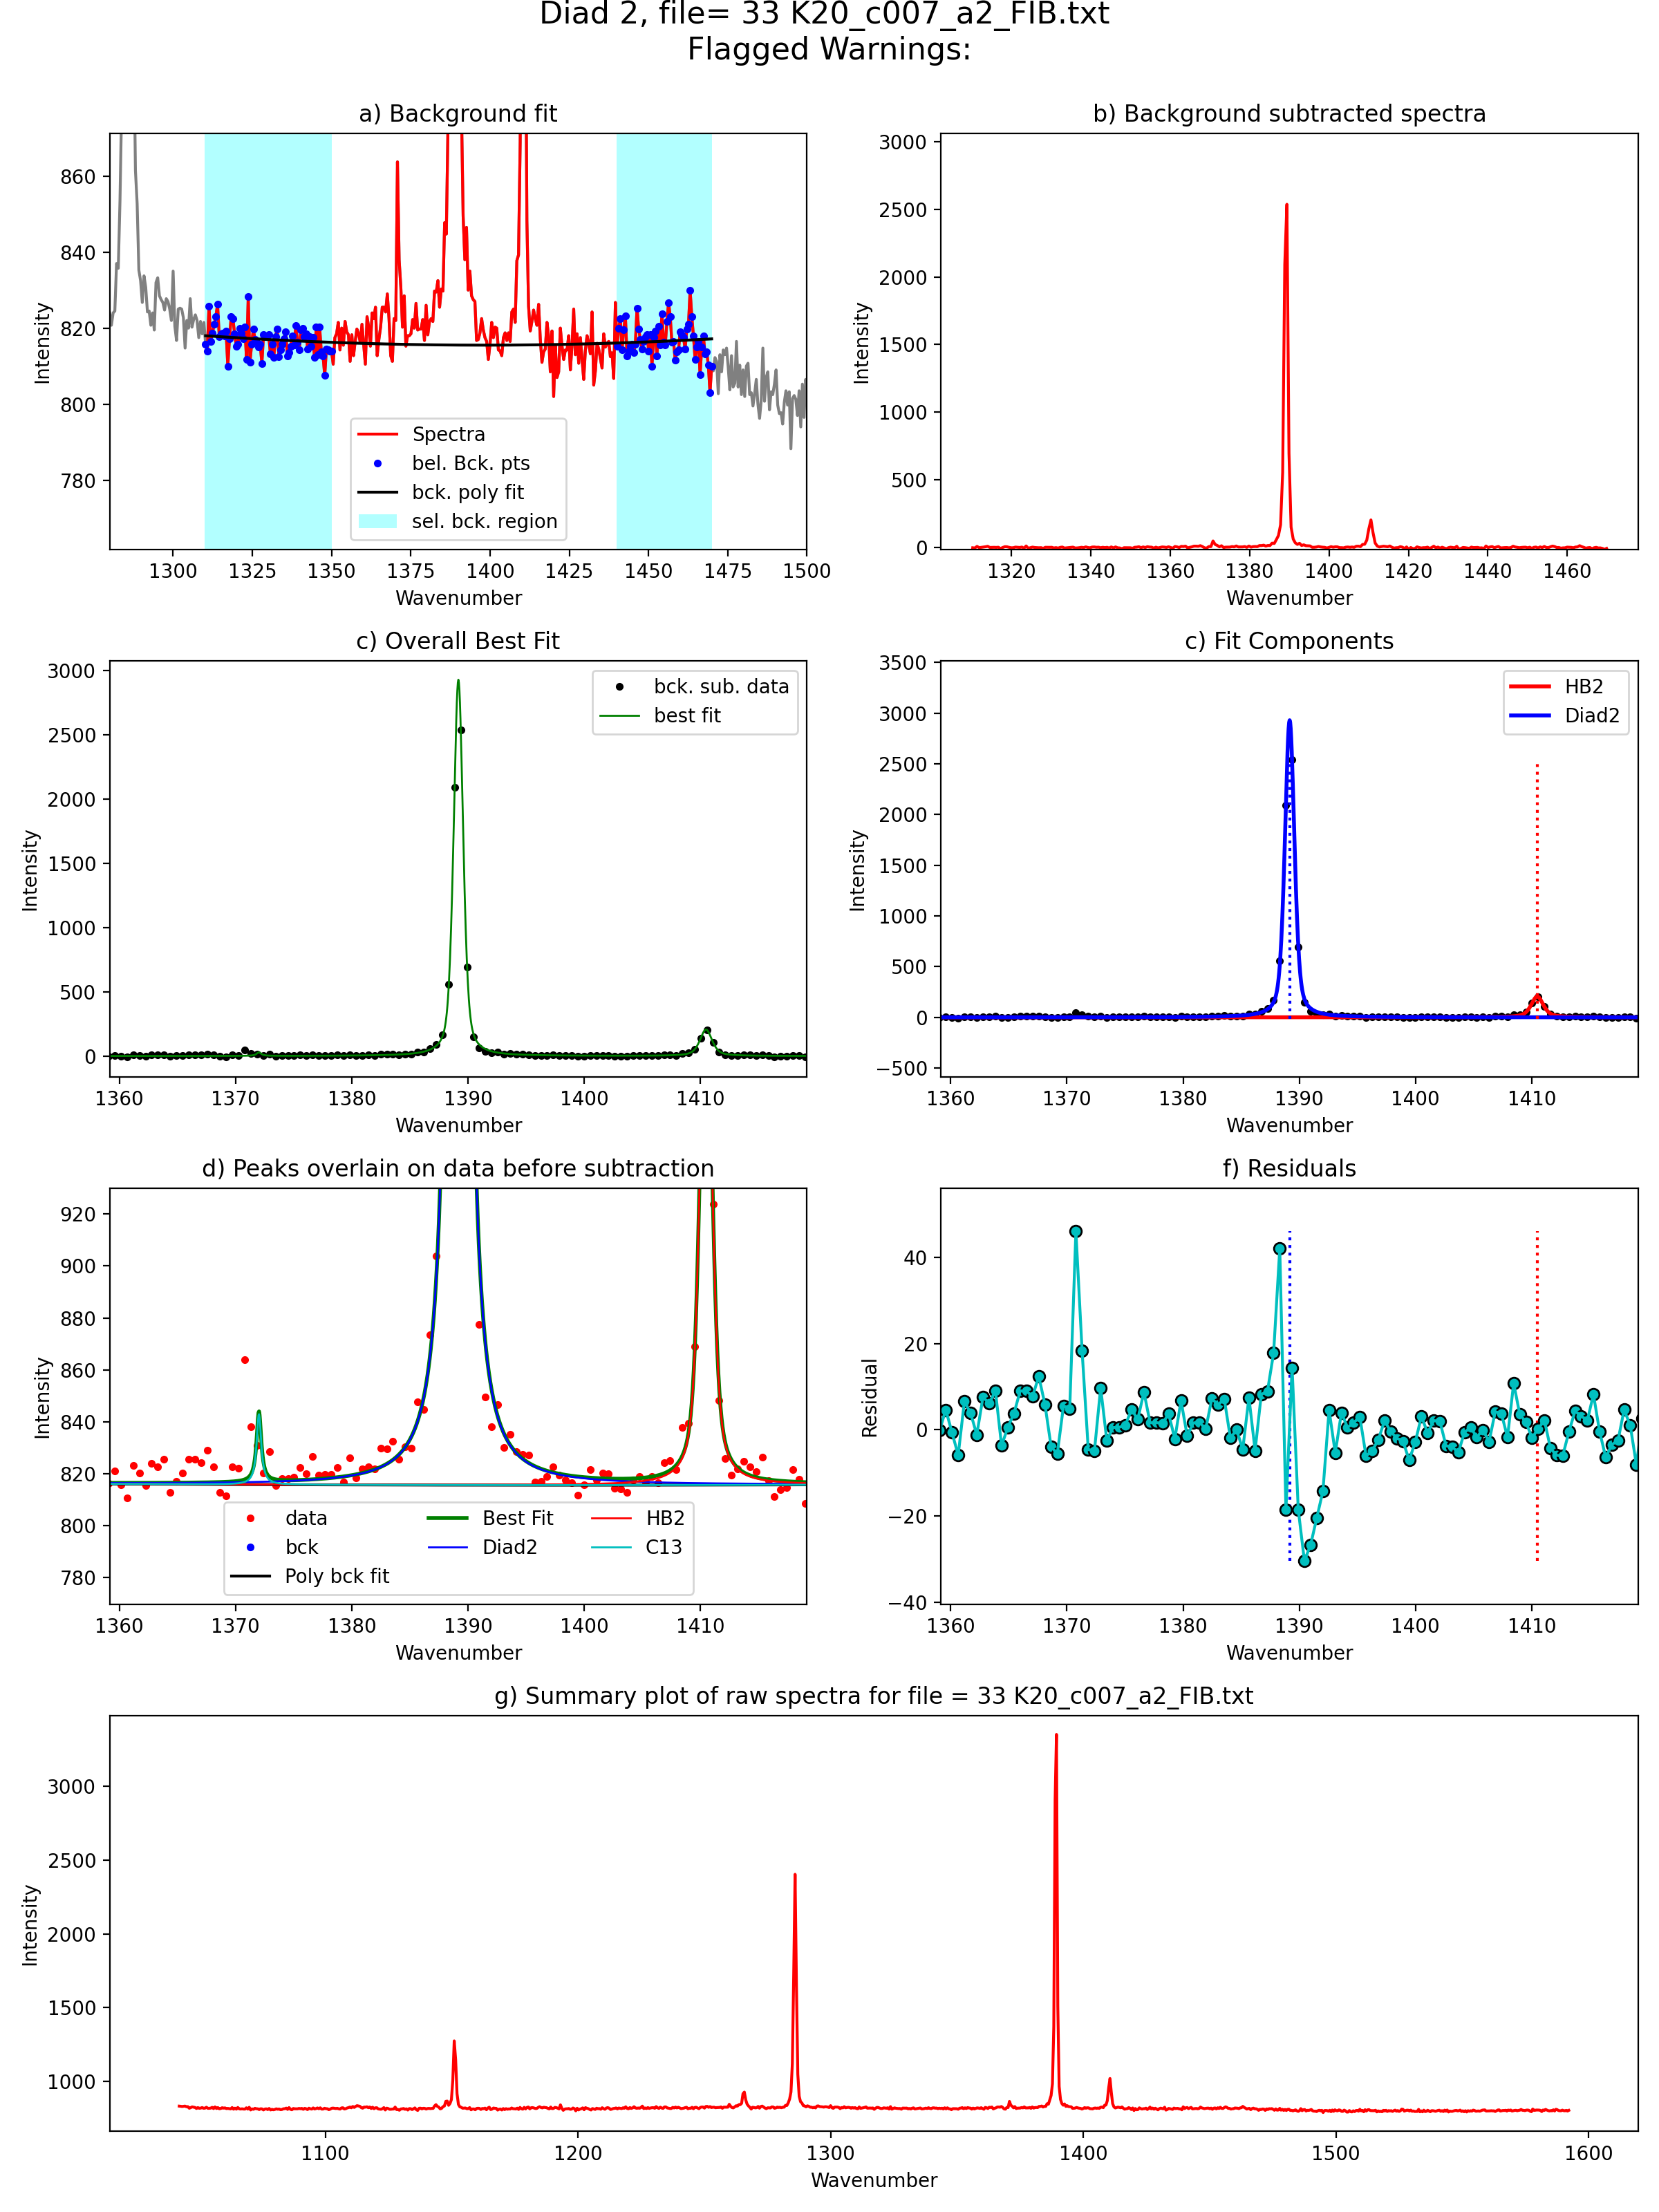 Diad 2, file= 33 K20_c007_a2_FIB.txt
Flagged Warnings:
a) Background fit
Intensity
860
840
820
800
780
Spectra
bel. Bck. pts
bck. poly fit
sel. bck. region
1300 1325 1350 1375 1400 1425 1450 1475 1500
Wavenumber
b) Background subtracted spectra
Intensity
3000
2500
2000
1500
1000
500
0
1320 1340 1360 1380 1400 1420 1440 1460
Wavenumber
c) Overall Best Fit
Intensity
3000
2500
2000
1500
1000
500
0
bck. sub. data
best fit
1360 1370 1380 1390 1400 1410
Wavenumber
c) Fit Components
Intensity
3500
3000
2500
2000
1500
1000
500
0
−500
HB2
Diad2
1360 1370 1380 1390 1400 1410
Wavenumber
d) Peaks overlain on data before subtraction
Intensity
920
900
880
860
840
820
800
780
data
bck
Poly bck fit
Best Fit
Diad2
HB2
C13
1360 1370 1380 1390 1400 1410
Wavenumber
f) Residuals
Residual
40
20
0
−20
−40
1360 1370 1380 1390 1400 1410
Wavenumber
g) Summary plot of raw spectra for file = 33 K20_c007_a2_FIB.txt
Intensity
3000
2500
2000
1500
1000
1100 1200 1300 1400 1500 1600
Wavenumber